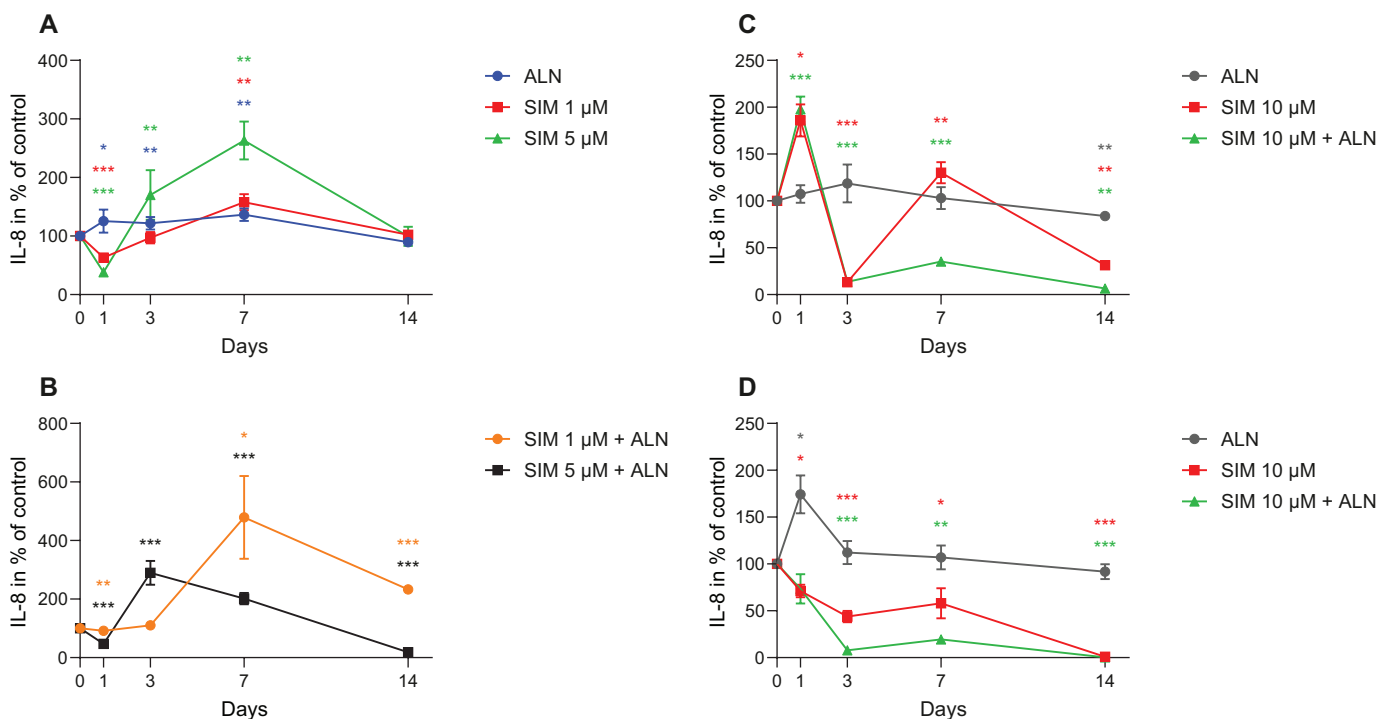 A
IL-8 in % of control
400
300
200
100
0
** 
** 
** 
** 
** 
* 
*** 
***
0 1 3 7 14
Days
ALN
SIM 1 µM
SIM 5 µM
B
IL-8 in % of control
800
600
400
200
0
*
***
***
**
***
***
***
0 1 3 7 14
Days
SIM 1 µM + ALN
SIM 5 µM + ALN
C
IL-8 in % of control
250
200
150
100
50
0
*
***
***
***
**
***
**
**
**
0 1 3 7 14
Days
ALN
SIM 10 µM
SIM 10 µM + ALN
D
IL-8 in % of control
250
200
150
100
50
0
*
*
***
***
*
**
***
***
0 1 3 7 14
Days
ALN
SIM 10 µM
SIM 10 µM + ALN